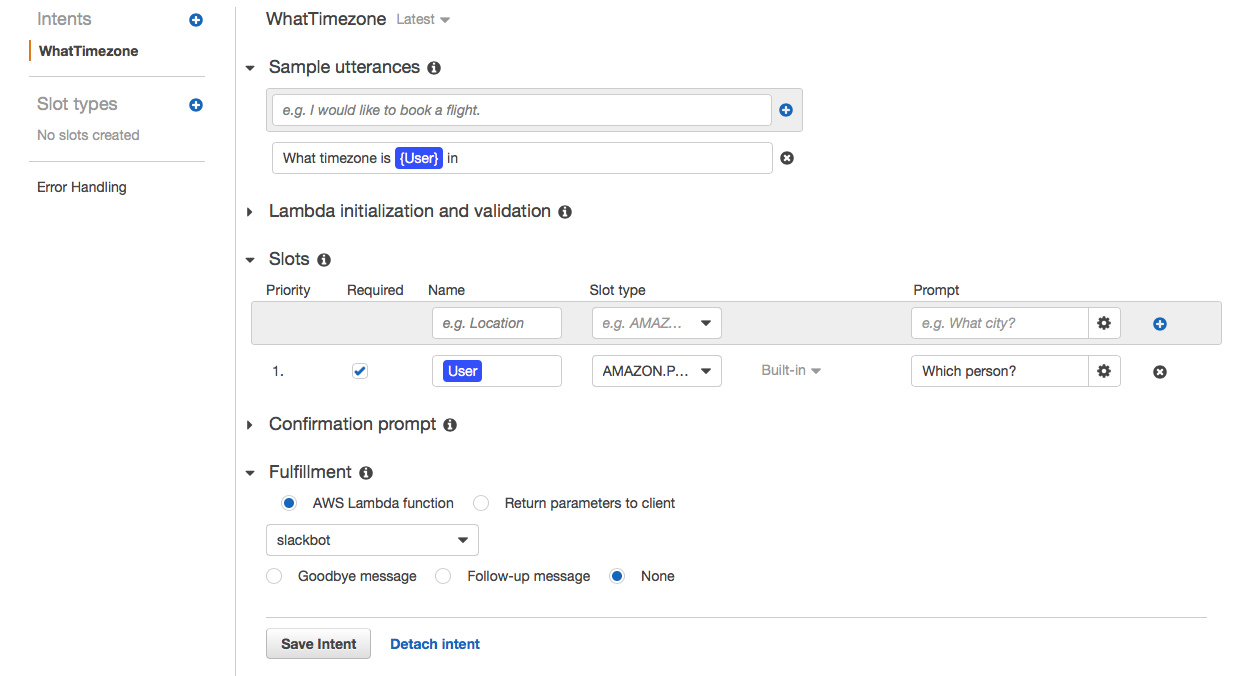 Intents
WhatTimezone
Slot types
No slots created
Error Handling
WhatTimezone Latest
Sample utterances
e.g. I would like to book a flight.
What timezone is {User} in
Lambda initialization and validation
Slots
Priority Required Name Slot type Prompt
e.g. Location e.g. AMAZ... e.g. What city?
1. User AMAZON.P... Built-in Which person?
Confirmation prompt
Fulfillment
AWS Lambda function Return parameters to client
slackbot
Goodbye message Follow-up message None
Save Intent Detach intent